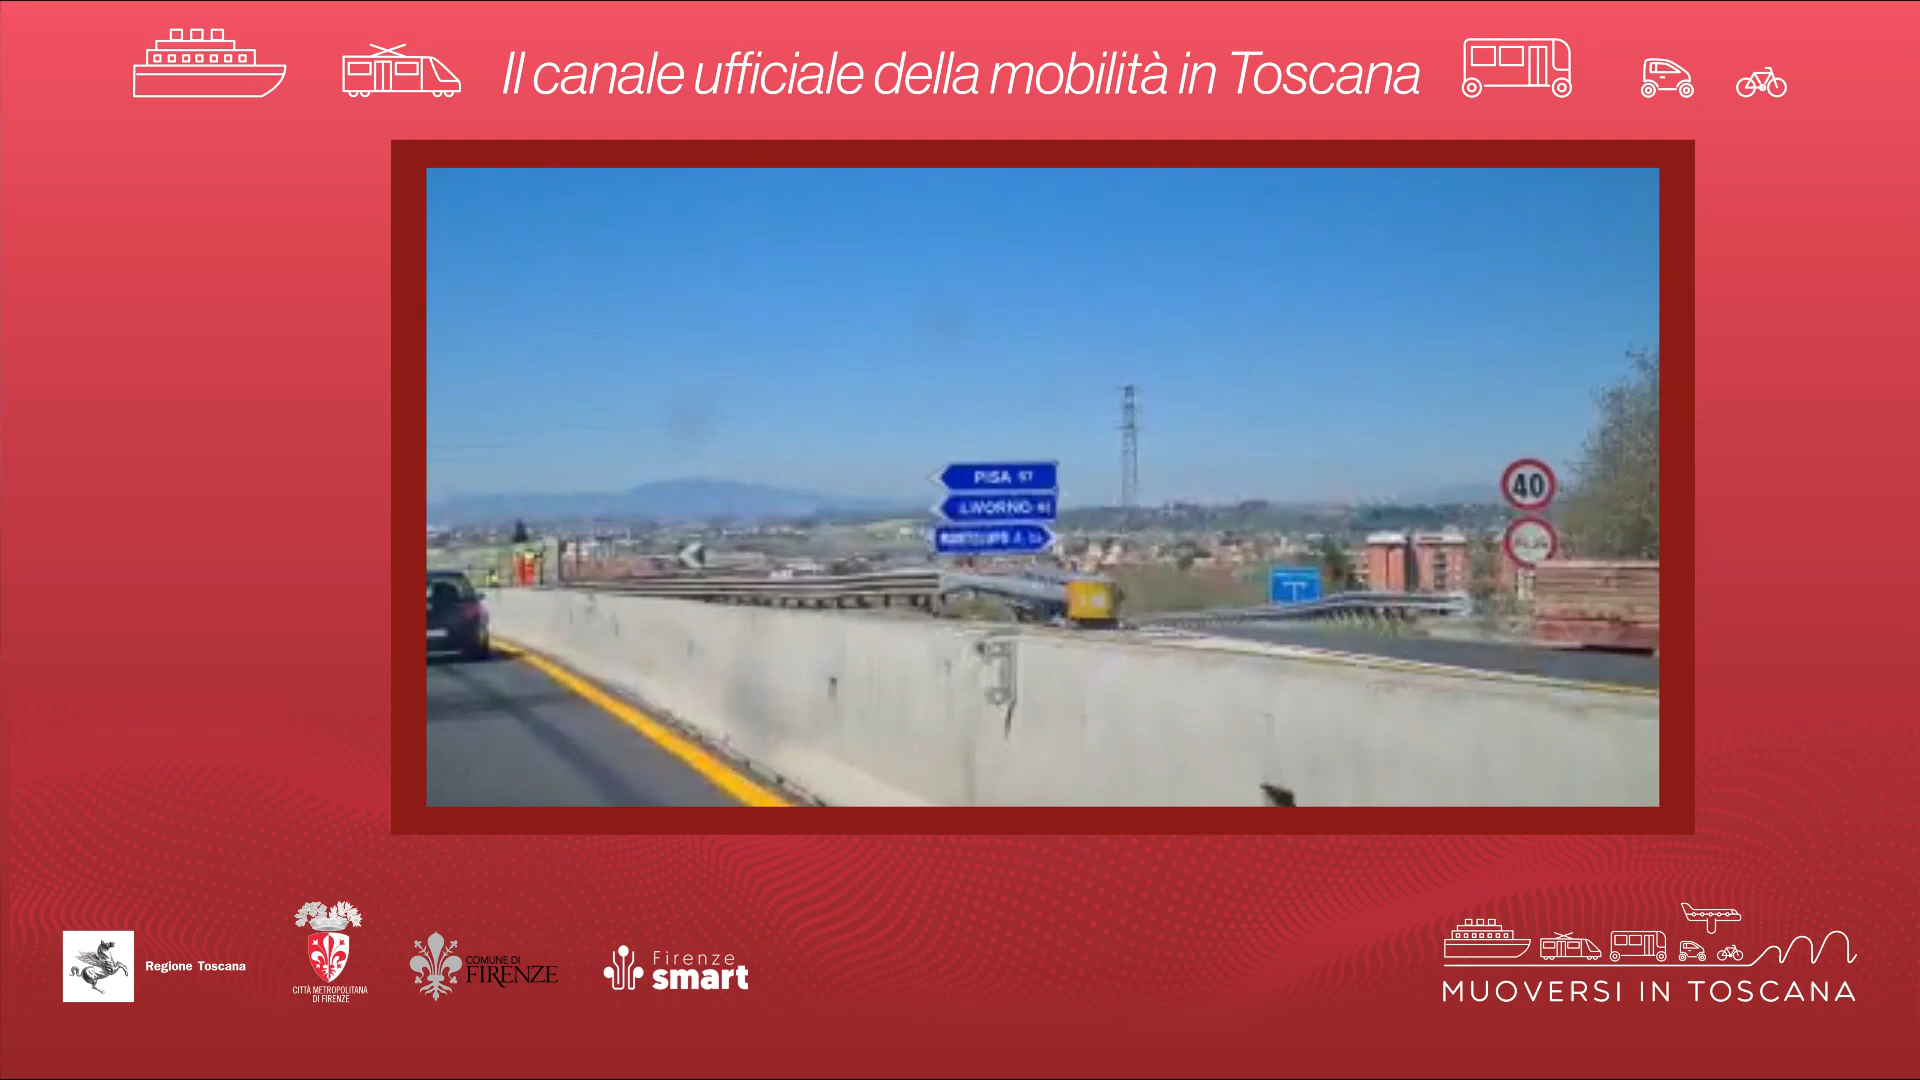 Il canale ufficiale della mobilità in Toscana
PISA 67
LIVORNO
40
Regione Toscana
CITTÀ METROPOLITANA
DI FIRENZE
COMUNE DI
FIRENZE
Firenze
smart
MUOVERSI IN TOSCANA